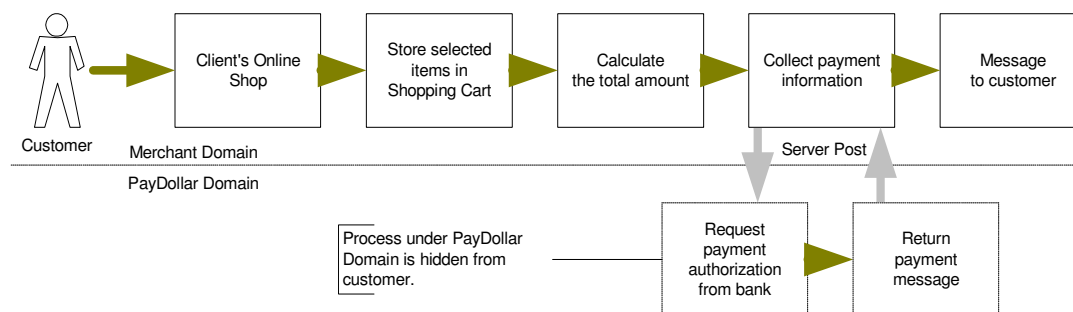 Client's Online
Shop
Store selected
items in
Shopping Cart
Calculate
the total amount
Collect payment
information
Message
to customer
Customer
Merchant Domain
Server Post
PayDollar Domain
Process under PayDollar
Domain is hidden from
customer.
Request
payment
authorization
from bank
Return
payment
message